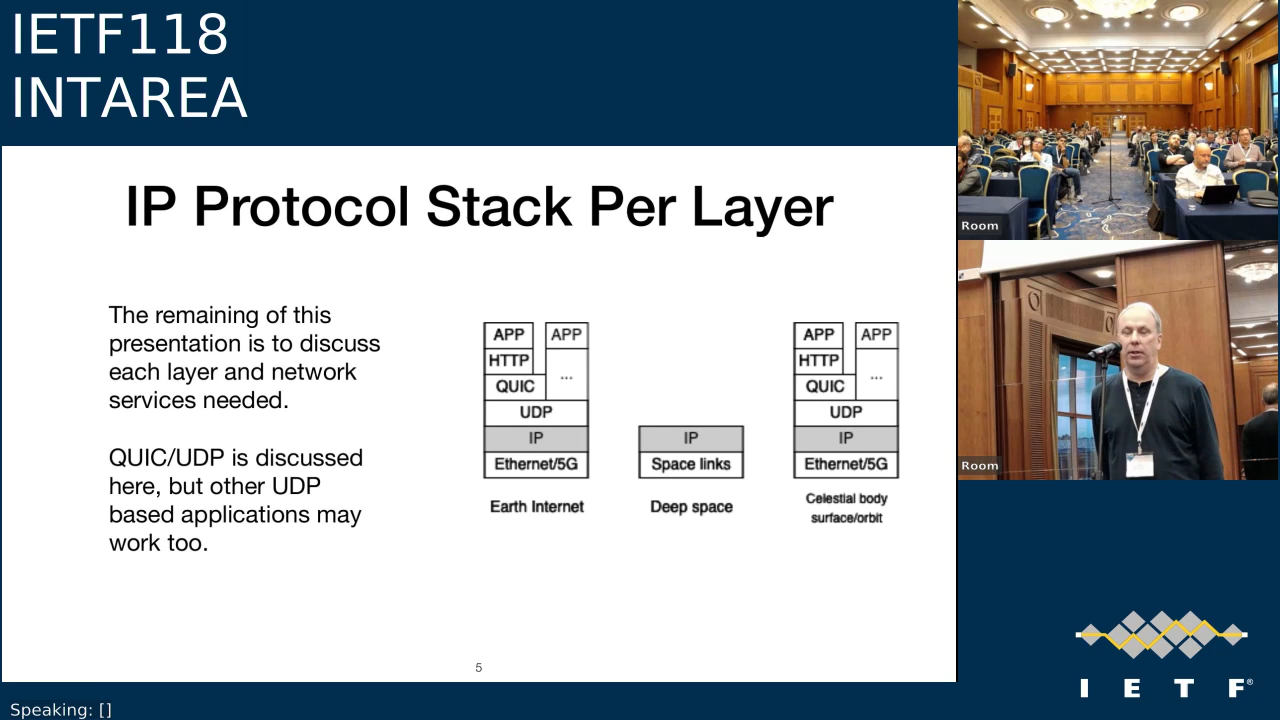 IETF118
INTAREA
IP Protocol Stack Per Layer
The remaining of this
presentation is to discuss
each layer and network
services needed.
QUIC/UDP is discussed
here, but other UDP
based applications may
work too.
APP APP
HTTP ...
QUIC
UDP
IP
Ethernet/5G
Earth Internet
IP
Space links
Deep space
APP APP
HTTP ...
QUIC
UDP
IP
Ethernet/5G
Celestial body
surface/orbit
5
Room
Room
I E T F®
Speaking: []